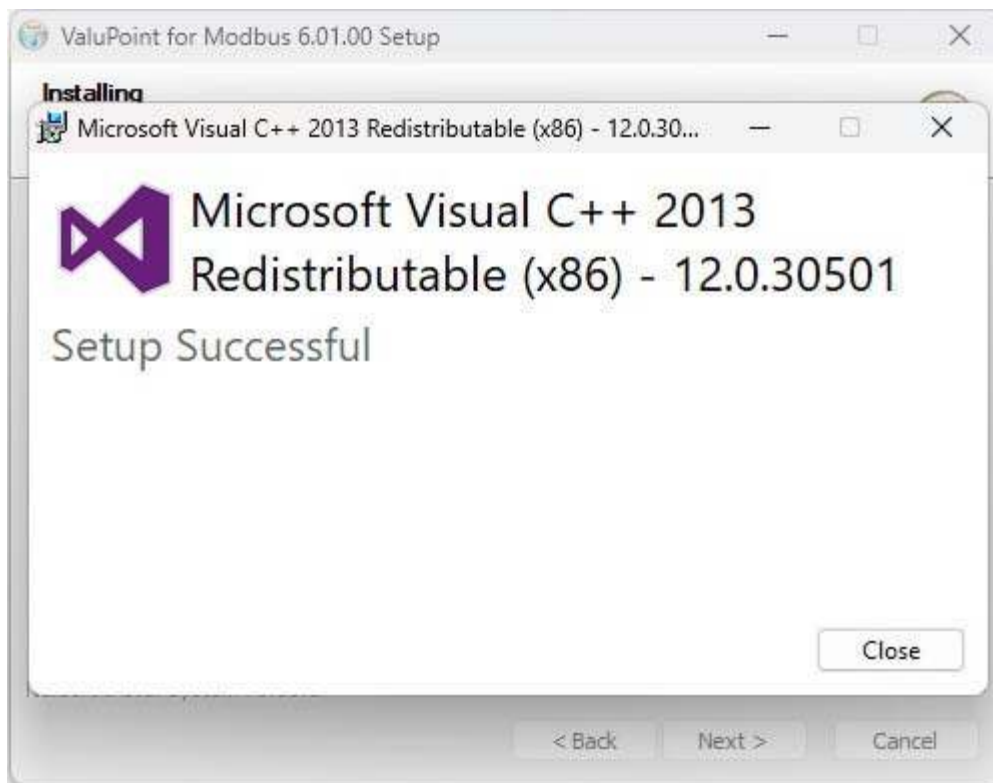 ValuPoint for Modbus 6.01.00 Setup
Installing
Microsoft Visual C++ 2013 Redistributable (x86) - 12.0.30...
Microsoft Visual C++ 2013
Redistributable (x86) - 12.0.30501
Setup Successful
Close
< Back Next > Cancel